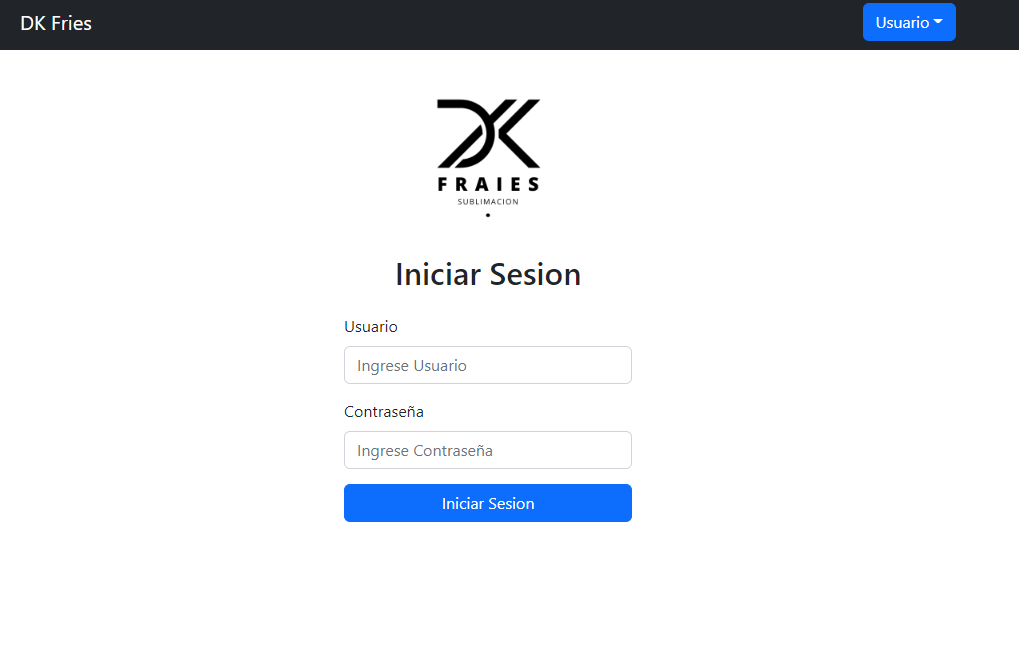 DK Fries
Usuario
DK
FRAIES
SUBLIMACION
Iniciar Sesion
Usuario
Ingrese Usuario
Contraseña
Ingrese Contraseña
Iniciar Sesion